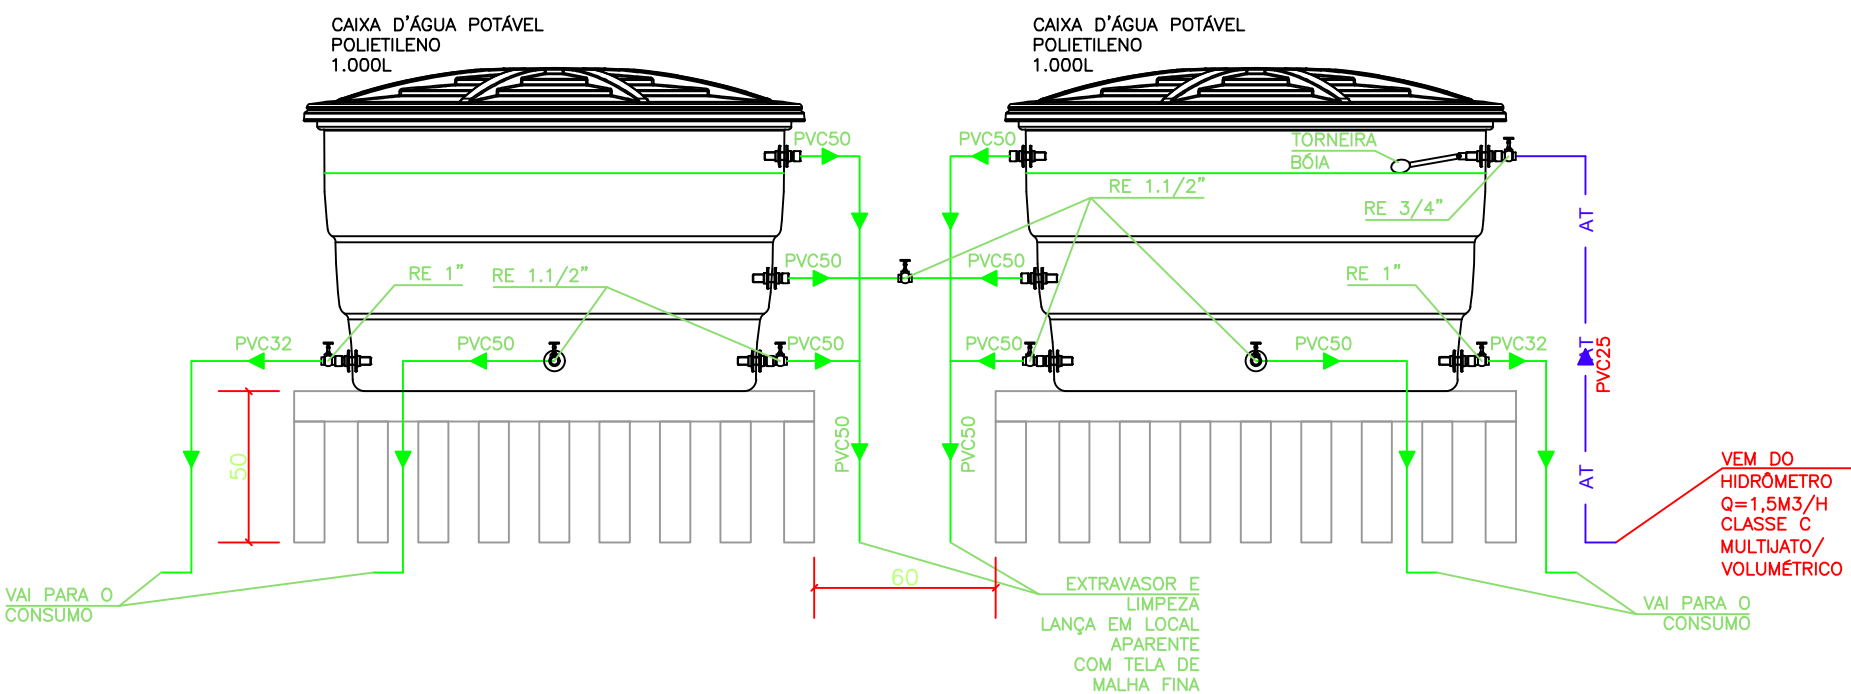 CAIXA D'ÁGUA POTÁVEL
POLIETILENO
1.000L
CAIXA D'ÁGUA POTÁVEL
POLIETILENO
1.000L
PVC50
PVC50
TORNEIRA
BÓIA
RE 1.1/2"
RE 3/4"
AT
PVC50
PVC50
RE 1"
RE 1.1/2"
RE 1"
PVC32
PVC50
PVC50
PVC50
PVC50
PVC32
AT
PVC25
PVC50
PVC50
50
AT
VEM DO
HIDRÔMETRO
Q=1,5M3/H
CLASSE C
MULTIJATO/
VOLUMÉTRICO
60
EXTRAVASOR E
LIMPEZA
LANÇA EM LOCAL
APARENTE
COM TELA DE
MALHA FINA
VAI PARA O
CONSUMO
VAI PARA O
CONSUMO